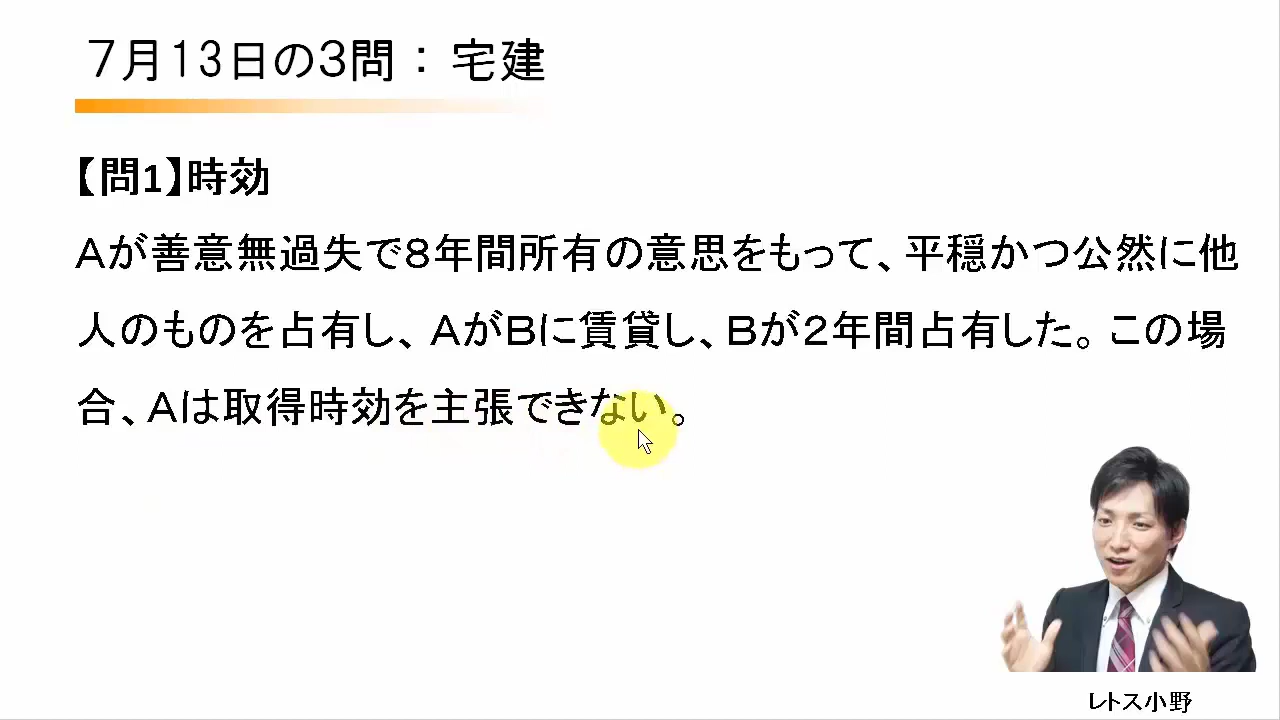 7月13日の3問：宅建
【問1】時効
Aが善意無過失で8年間所有の意思をもって、平穏かつ公然に他
人のものを占有し、AがBに賃貸し、Bが2年間占有した。この場
合、Aは取得時効を主張できない。
レトス小野